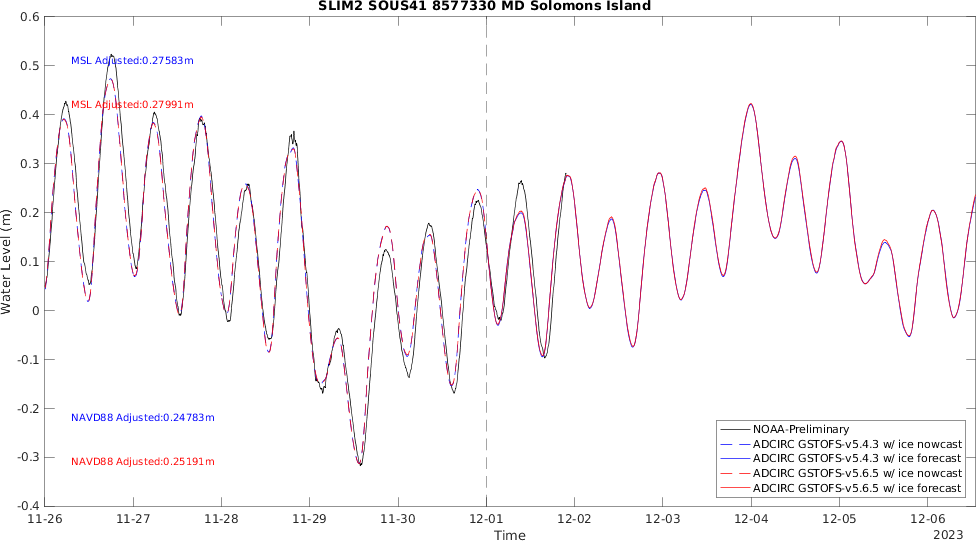 SLIM2 SOUS41 8577330 MD Solomons Island
0.6
0.5
0.4
0.3
0.2
0.1
0
-0.1
-0.2
-0.3
-0.4
Water Level (m)
MSL Adjusted:0.27583m
MSL Adjusted:0.27991m
NAVD88 Adjusted:0.24783m
NAVD88 Adjusted:0.25191m
NOAA-Preliminary
ADCIRC GSTOFS-v5.4.3 w/ ice nowcast
ADCIRC GSTOFS-v5.4.3 w/ ice forecast
ADCIRC GSTOFS-v5.6.5 w/ ice nowcast
ADCIRC GSTOFS-v5.6.5 w/ ice forecast
11-26 11-27 11-28 11-29 11-30 12-01 12-02 12-03 12-04 12-05 12-06
Time
2023